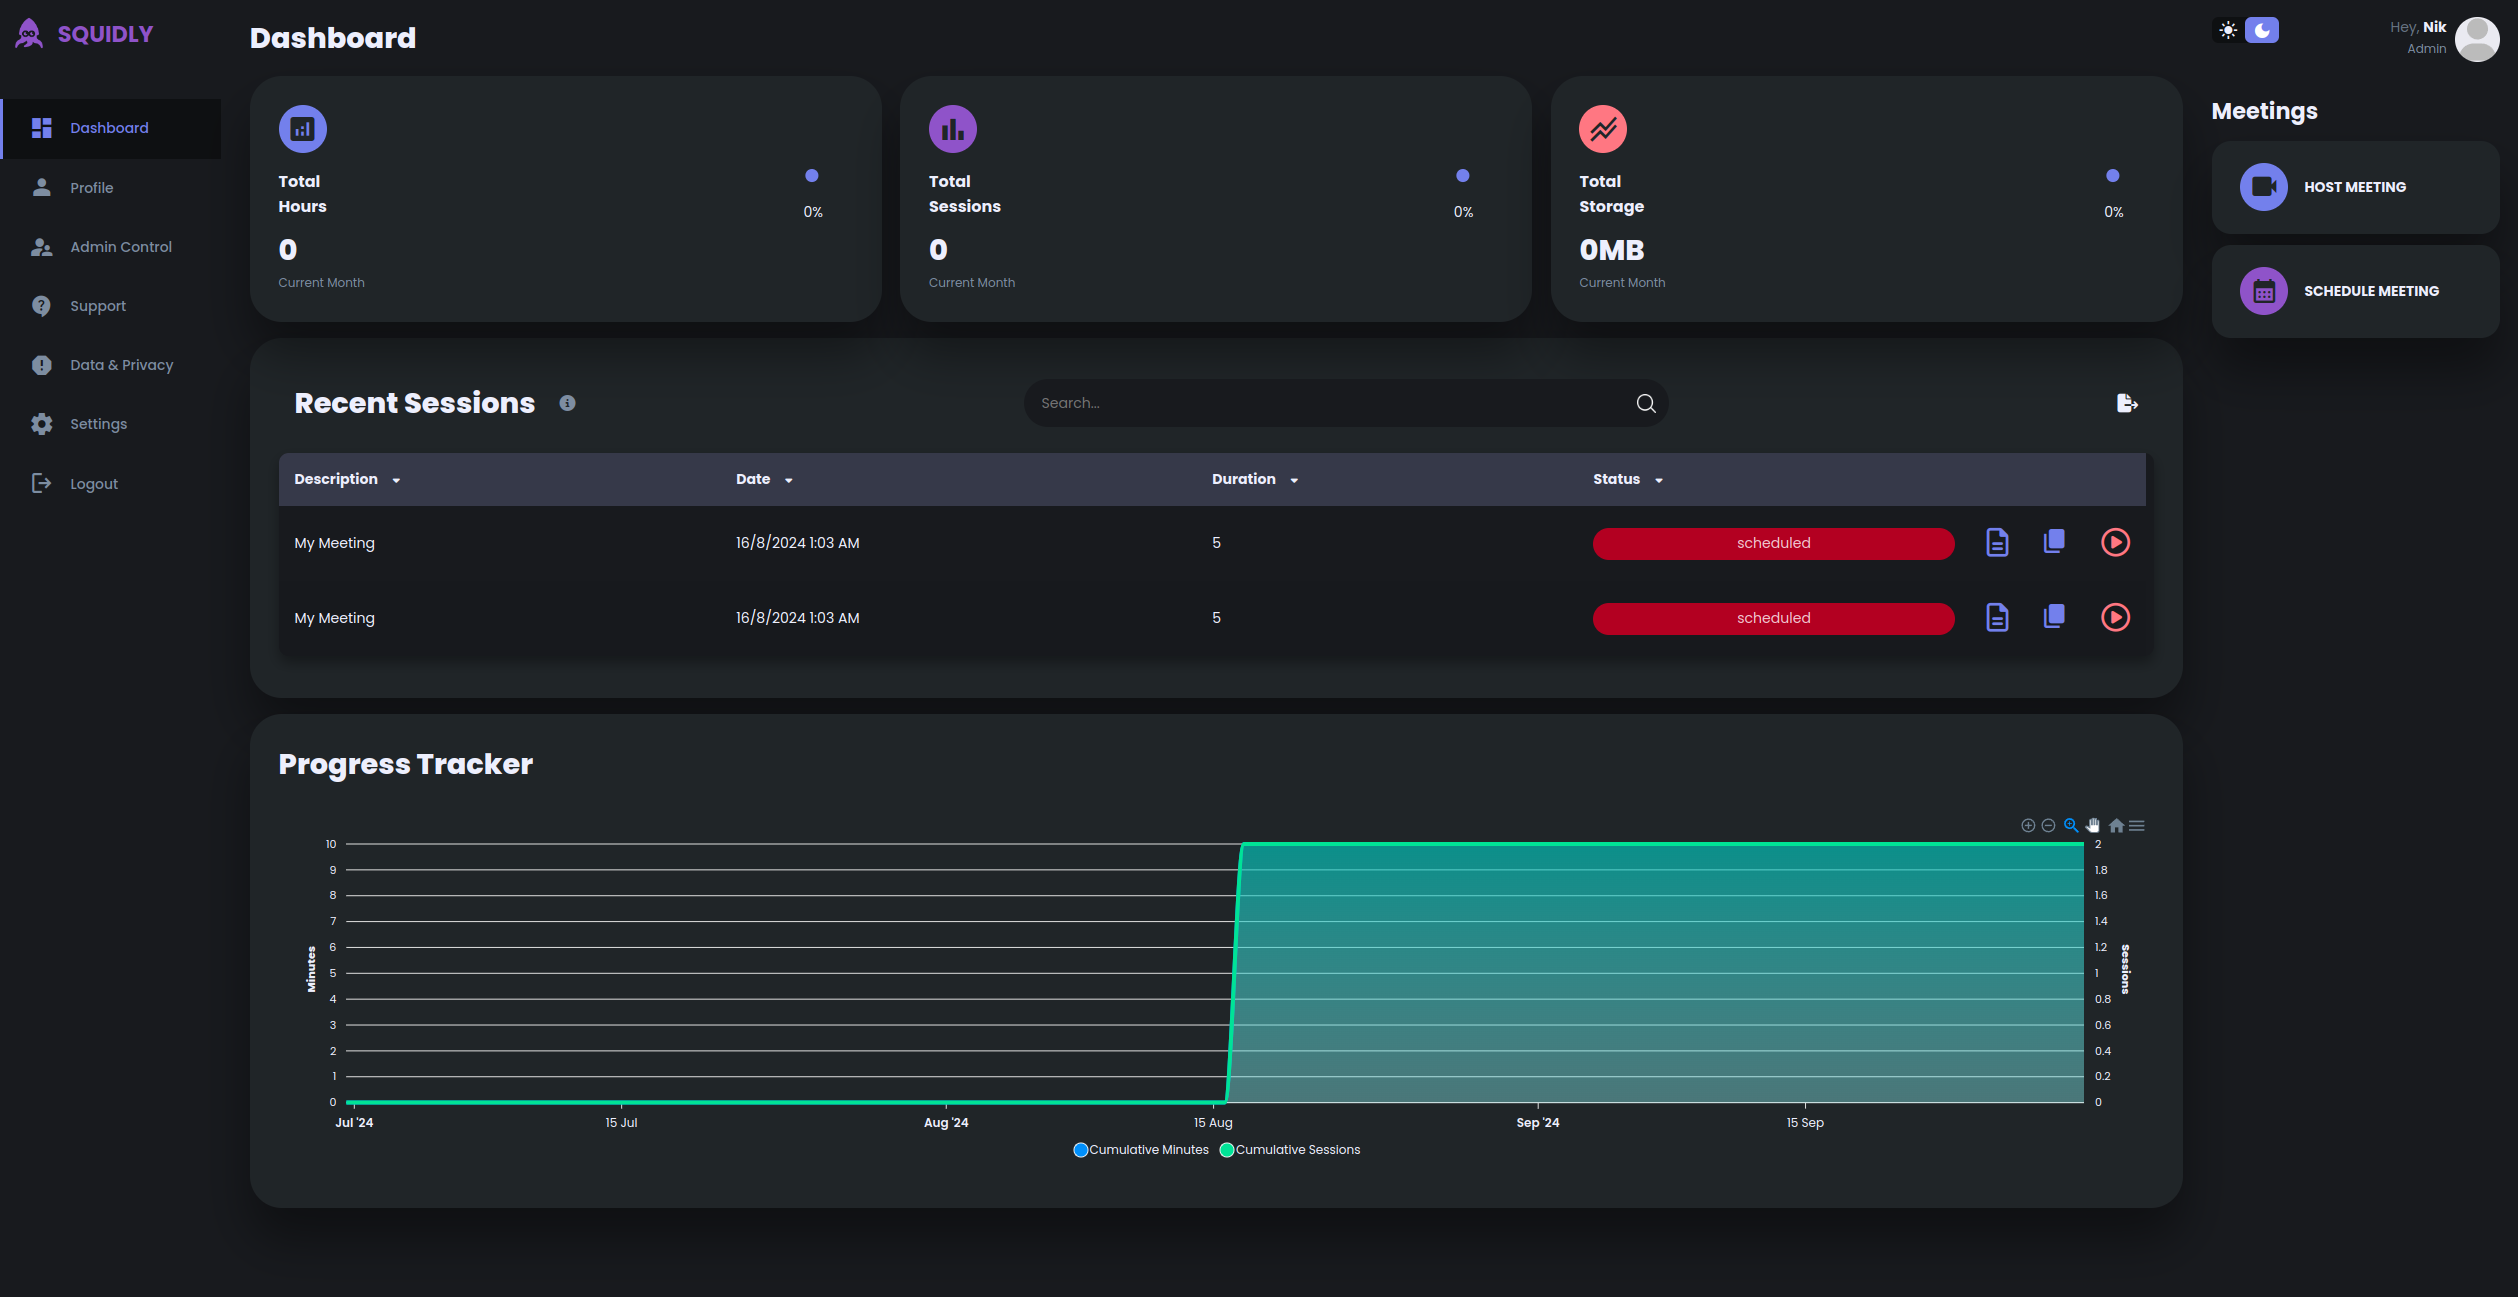 SQUIDLY
Dashboard
Hey, Nik
Admin
Dashboard
Profile
Admin Control
Support
Data & Privacy
Settings
Logout
Total
Hours
0%
0
Current Month
Total
Sessions
0%
0
Current Month
Total
Storage
0%
0MB
Current Month
Meetings
HOST MEETING
SCHEDULE MEETING
Recent Sessions
Search...
Description Date Duration Status
My Meeting 16/8/2024 1:03 AM 5 scheduled
My Meeting 16/8/2024 1:03 AM 5 scheduled
Progress Tracker
10
9
8
7
6
5
4
3
2
1
0
Minutes
2
1.8
1.6
1.4
1.2
1
0.8
0.6
0.4
0.2
0
sessions
Jul '24 15 Jul Aug '24 15 Aug Sep '24 15 Sep
Cumulative Minutes Cumulative Sessions